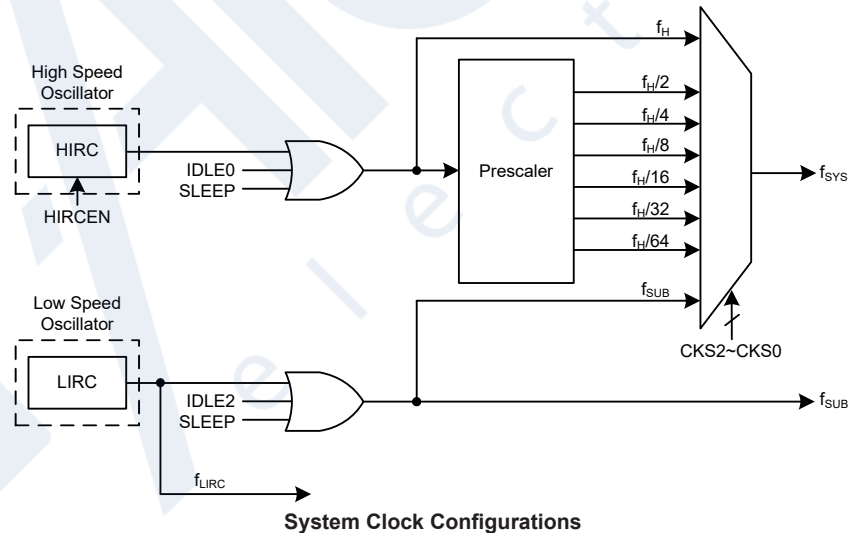 High Speed
Oscillator
HIRC
HIRCEN
IDLE0
SLEEP
Prescaler
fH
fH/2
fH/4
fH/8
fH/16
fH/32
fH/64
fSUB
fSYS
CKS2~CKS0
Low Speed
Oscillator
LIRC
IDLE2
SLEEP
fSUB
fLIRC
System Clock Configurations
e l e c t